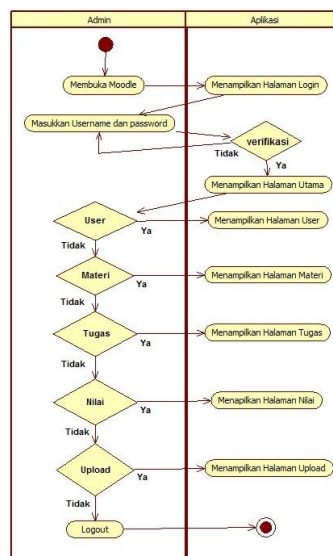 Admin
Aplikasi
Membuka Moodle
Menampilkan Halaman Login
Masukkan Username dan password
verifikasi
Tidak
Ya
Menampilkan Halaman Utama
User
Menampilkan Halaman User
Tidak
Ya
Materi
Menampilkan Halaman Materi
Tidak
Ya
Tugas
Menampilkan Halaman Tugas
Tidak
Ya
Nilai
Menapilkan Halaman Nilai
Tidak
Ya
Upload
Menampilkan Halaman Upload
Tidak
Ya
Logout